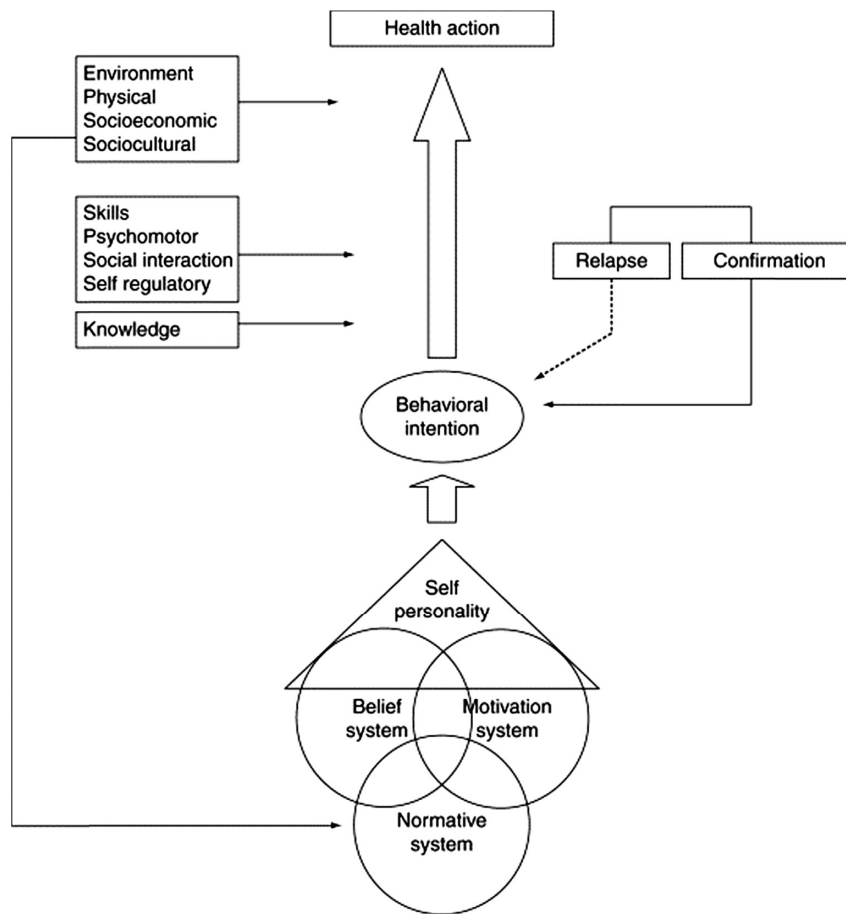 Health action
Environment
Physical
Socioeconomic
Sociocultural
Skills
Psychomotor
Social interaction
Self regulatory
Knowledge
Relapse
Confirmation
Behavioral
intention
Self
personality
Belief
system
Motivation
system
Normative
system